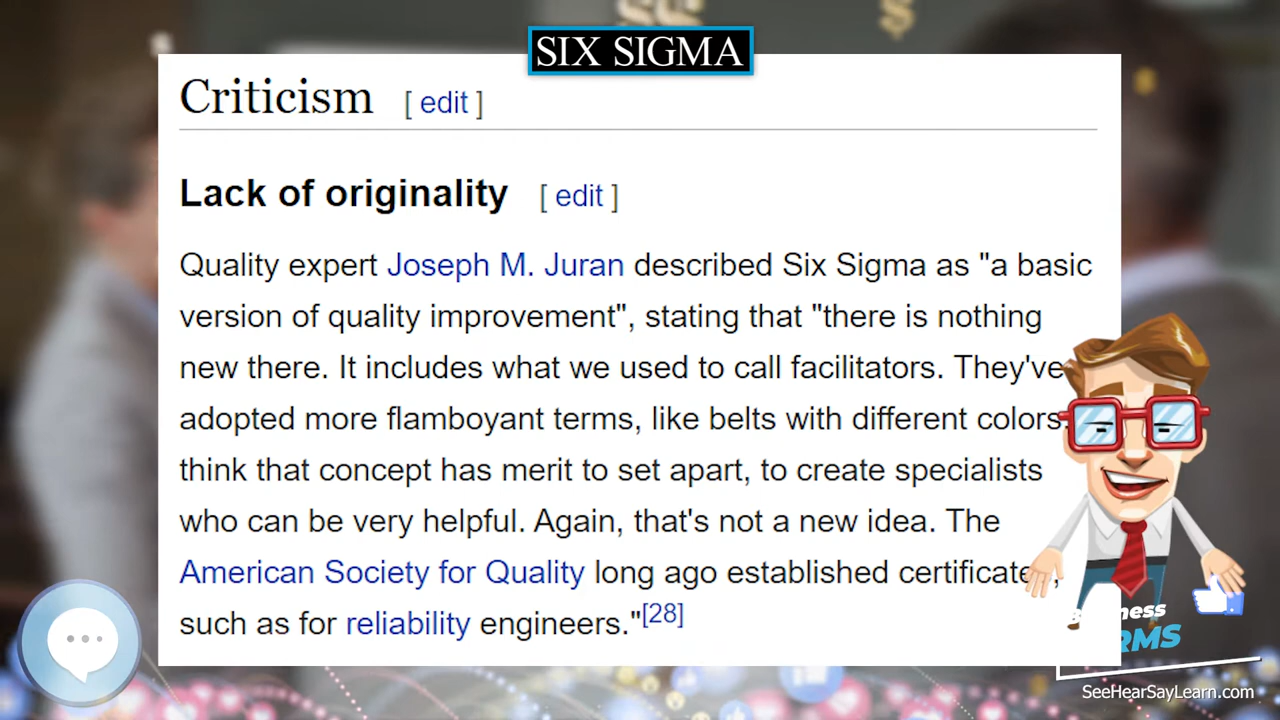 SIX SIGMA
Criticism [ edit ]
Lack of originality [ edit ]
Quality expert Joseph M. Juran described Six Sigma as "a basic
version of quality improvement", stating that "there is nothing
new there. It includes what we used to call facilitators. They've
adopted more flamboyant terms, like belts with different colors.
think that concept has merit to set apart, to create specialists
who can be very helpful. Again, that's not a new idea. The
American Society for Quality long ago established certificate
such as for reliability engineers."[28]
SeeHearSayLearn.com